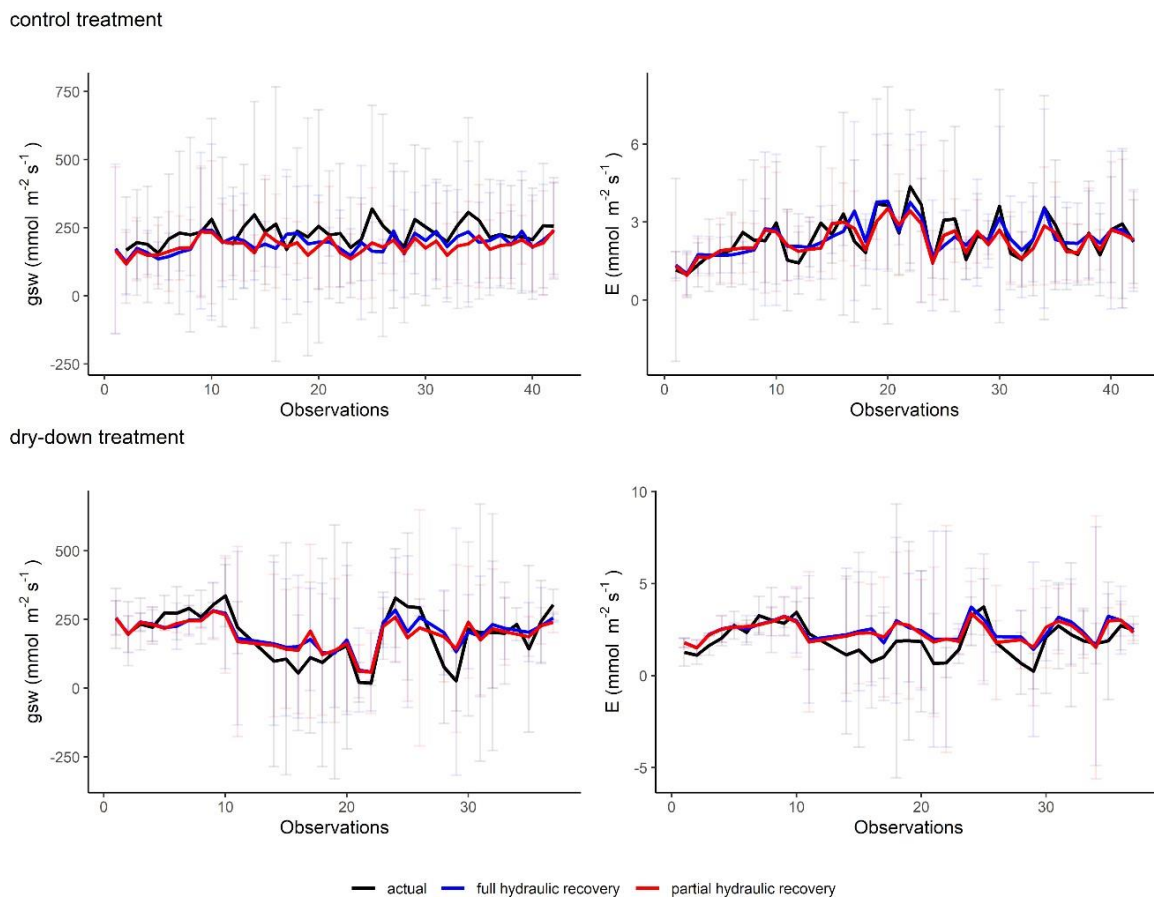 control treatment
750
500
250
0
-250
gsw (mmol m⁻² s⁻¹)
0 10 20 30 40
Observations
6
3
0
E (mmol m⁻² s⁻¹)
0 10 20 30 40
Observations
dry-down treatment
500
250
0
-250
gsw (mmol m⁻² s⁻¹)
0 10 20 30
Observations
10
5
0
-5
E (mmol m⁻² s⁻¹)
0 10 20 30
Observations
actual full hydraulic recovery partial hydraulic recovery